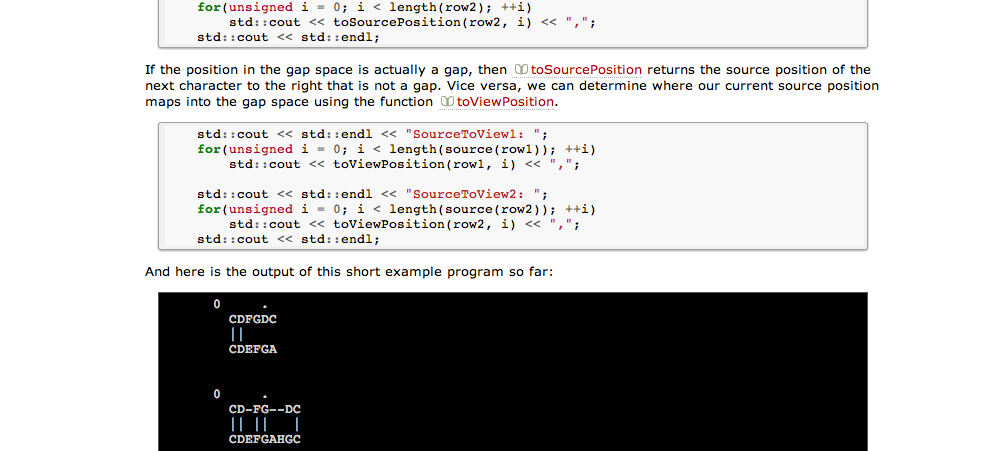 for(unsigned i = 0; i < length(row2); ++i)
std::cout << toSourcePosition(row2, i) << ",";
std::cout << std::endl;
If the position in the gap space is actually a gap, then toSourcePosition returns the source position of the
next character to the right that is not a gap. Vice versa, we can determine where our current source position
maps into the gap space using the function toViewPosition.
std::cout << std::endl << "SourceToView1: ";
for(unsigned i = 0; i < length(source(row1)); ++i)
std::cout << toViewPosition(row1, i) << ",";
std::cout << std::endl << "SourceToView2: ";
for(unsigned i = 0; i < length(source(row2)); ++i)
std::cout << toViewPosition(row2, i) << ",";
std::cout << std::endl;
And here is the output of this short example program so far:
0     .
CDFGDC
||
CDEFGA
0     .
CD-FG--DC
|| ||   |
CDEFGAHGC